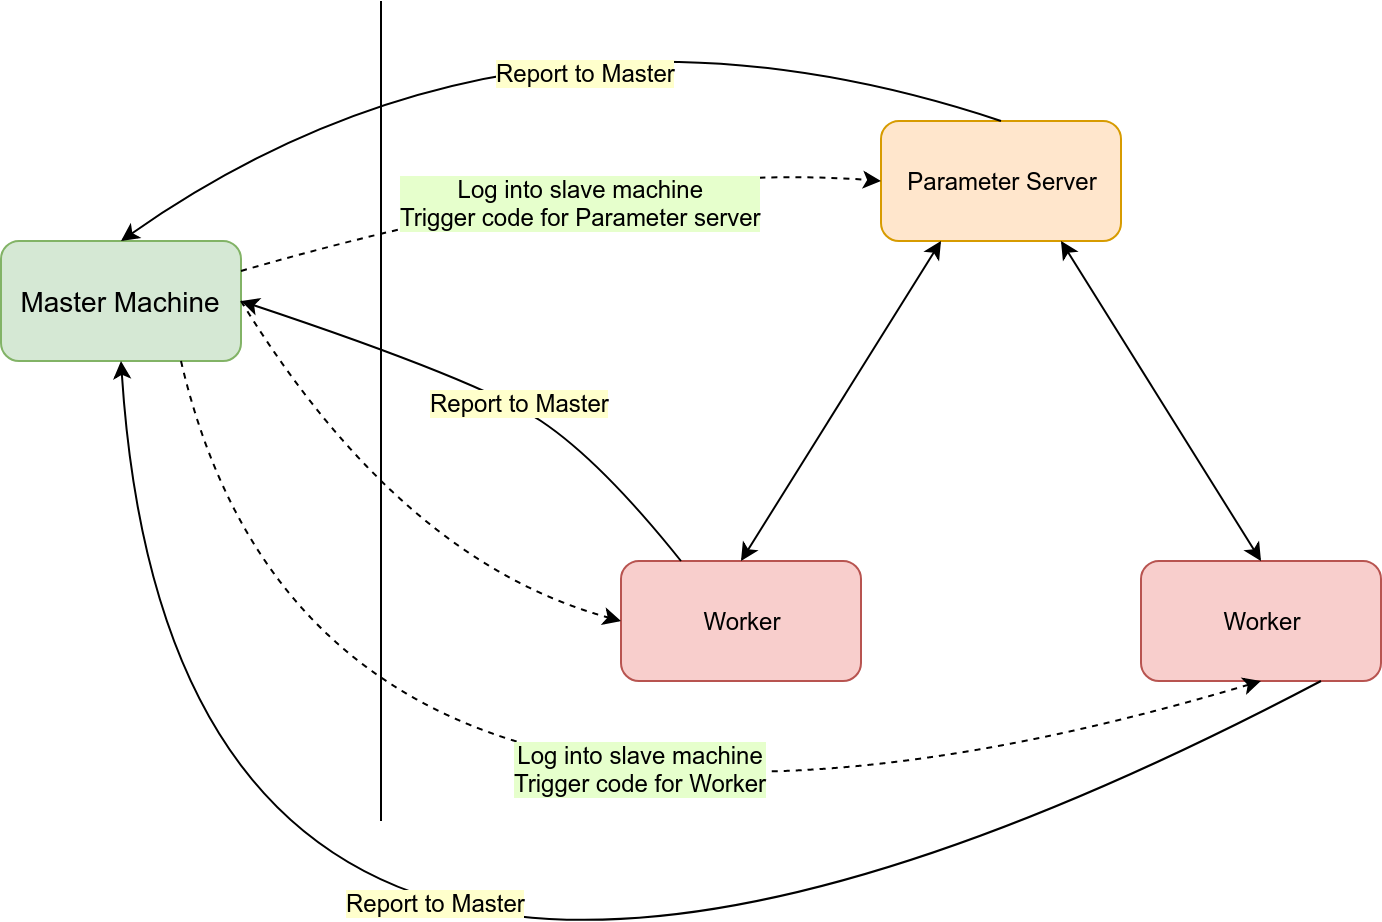 Report to Master
Parameter Server
Log into slave machine
Trigger code for Parameter server
Master Machine
Report to Master
Worker
Worker
Log into slave machine
Trigger code for Worker
Report to Master